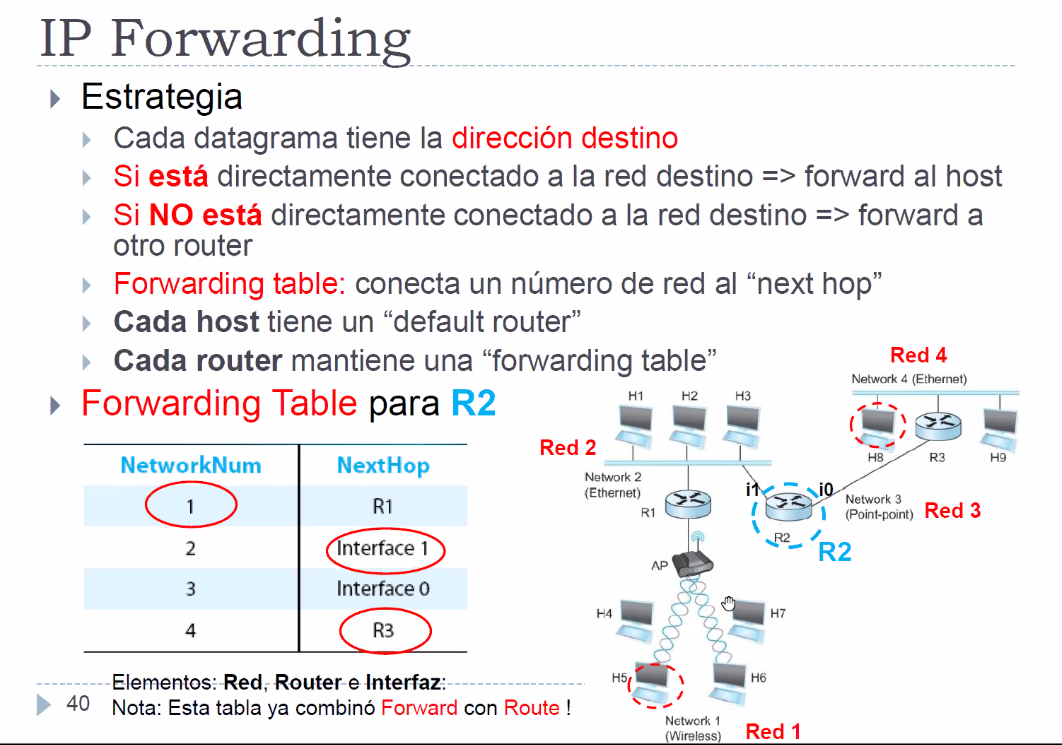 IP Forwarding
Estrategia
Cada datagrama tiene la dirección destino
Si está directamente conectado a la red destino => forward al host
Si NO está directamente conectado a la red destino => forward a
otro router
Forwarding table: conecta un número de red al “next hop”
Cada host tiene un “default router”
Cada router mantiene una “forwarding table”
Forwarding Table para R2
NetworkNum NextHop
1 R1
2 Interface 1
3 Interface 0
4 R3
Elementos: Red, Router e Interfaz:
Nota: Esta tabla ya combinó Forward con Route !
40
Red 4
Network 4 (Ethernet)
H1 H2 H3
H8 R3 H9
Red 2
Network 2
(Ethernet)
i1 i0
R1
R2
R2
Network 3
(Point-point)
Red 3
AP
H4 H7
H5 H6
Network 1
(Wireless)
Red 1